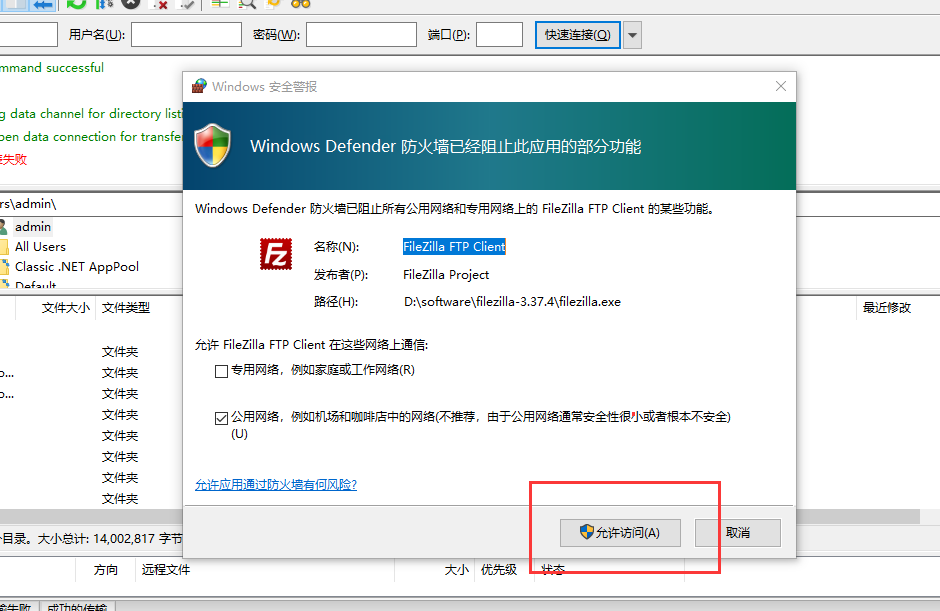 用户名(U): 密码(W): 端口(P): 快速连接(Q)
mmand successful
g data channel for directory listi
pen data connection for transfer
失败
rs\admin\
admin
All Users
Classic .NET AppPool
Default
文件大小 文件类型 最近修改
文件夹
o... 文件夹
o... 文件夹
文件夹
文件夹
文件夹
文件夹
文件夹
目录。大小总计: 14,002,817 字节
方向 远程文件 大小 优先级 状态
输失败 成功的传输
Windows 安全警报
Windows Defender 防火墙已经阻止此应用的部分功能
Windows Defender 防火墙已阻止所有公用网络和专用网络上的 FileZilla FTP Client 的某些功能。
Fz
名称(N): FileZilla FTP Client
发布者(P): FileZilla Project
路径(H): D:\software\filezilla-3.37.4\filezilla.exe
允许 FileZilla FTP Client 在这些网络上通信:
专用网络，例如家庭或工作网络(R)
公用网络，例如机场和咖啡店中的网络(不推荐，由于公用网络通常安全性很小或者根本不安全)
(U)
允许应用通过防火墙有何风险?
允许访问(A) 取消